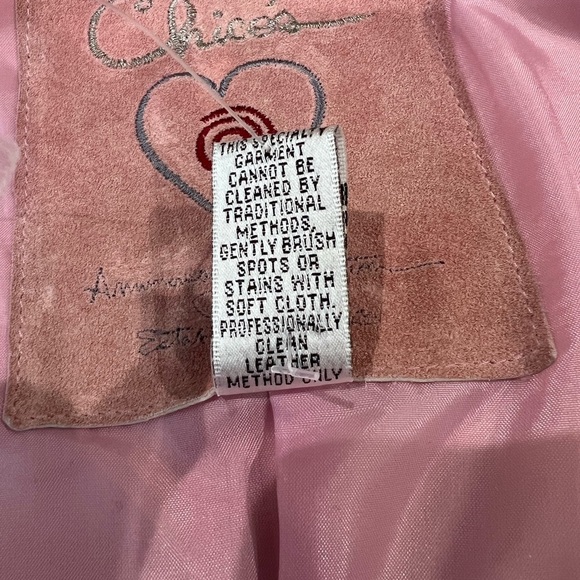 Chico's
THIS SPECIALTY
GARMENT
CANNOT BE
CLEANED BY
TRADITIONAL
METHODS,
GENTLY BRUSH
SPOTS OR
STAINS WITH
SOFT CLOTH.
PROFESSIONALLY
CLEAN
LEATHER
METHOD ONLY